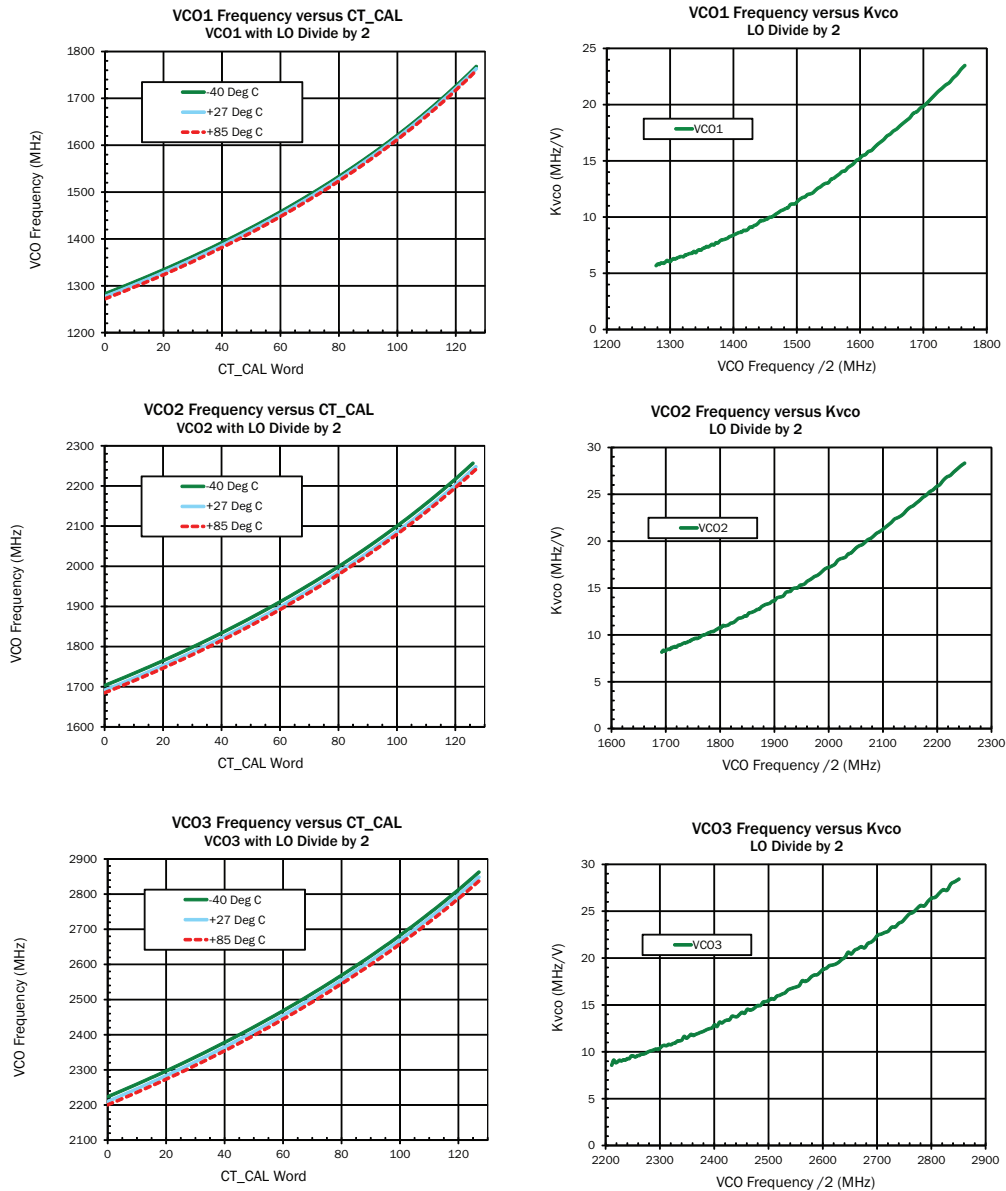 VCO1 Frequency versus CT_CAL
VCO1 with LO Divide by 2
1800
1700
1600
1500
1400
1300
1200
VCO Frequency (MHz)
-40 Deg C
+27 Deg C
+85 Deg C
0 20 40 60 80 100 120
CT_CAL Word
VCO1 Frequency versus Kvco
LO Divide by 2
25
20
15
10
5
0
Kvco (MHz/V)
VCO1
1200 1300 1400 1500 1600 1700 1800
VCO Frequency /2 (MHz)
VCO2 Frequency versus CT_CAL
VCO2 with LO Divide by 2
2300
2200
2100
2000
1900
1800
1700
1600
VCO Frequency (MHz)
-40 Deg C
+27 Deg C
+85 Deg C
0 20 40 60 80 100 120
CT_CAL Word
VCO2 Frequency versus Kvco
LO Divide by 2
30
25
20
15
10
5
0
Kvco (MHz/V)
VCO2
1600 1700 1800 1900 2000 2100 2200 2300
VCO Frequency /2 (MHz)
VCO3 Frequency versus CT_CAL
VCO3 with LO Divide by 2
2900
2800
2700
2600
2500
2400
2300
2200
2100
VCO Frequency (MHz)
-40 Deg C
+27 Deg C
+85 Deg C
0 20 40 60 80 100 120
CT_CAL Word
VCO3 Frequency versus Kvco
LO Divide by 2
30
25
20
15
10
5
0
Kvco (MHz/V)
VCO3
2200 2300 2400 2500 2600 2700 2800 2900
VCO Frequency /2 (MHz)